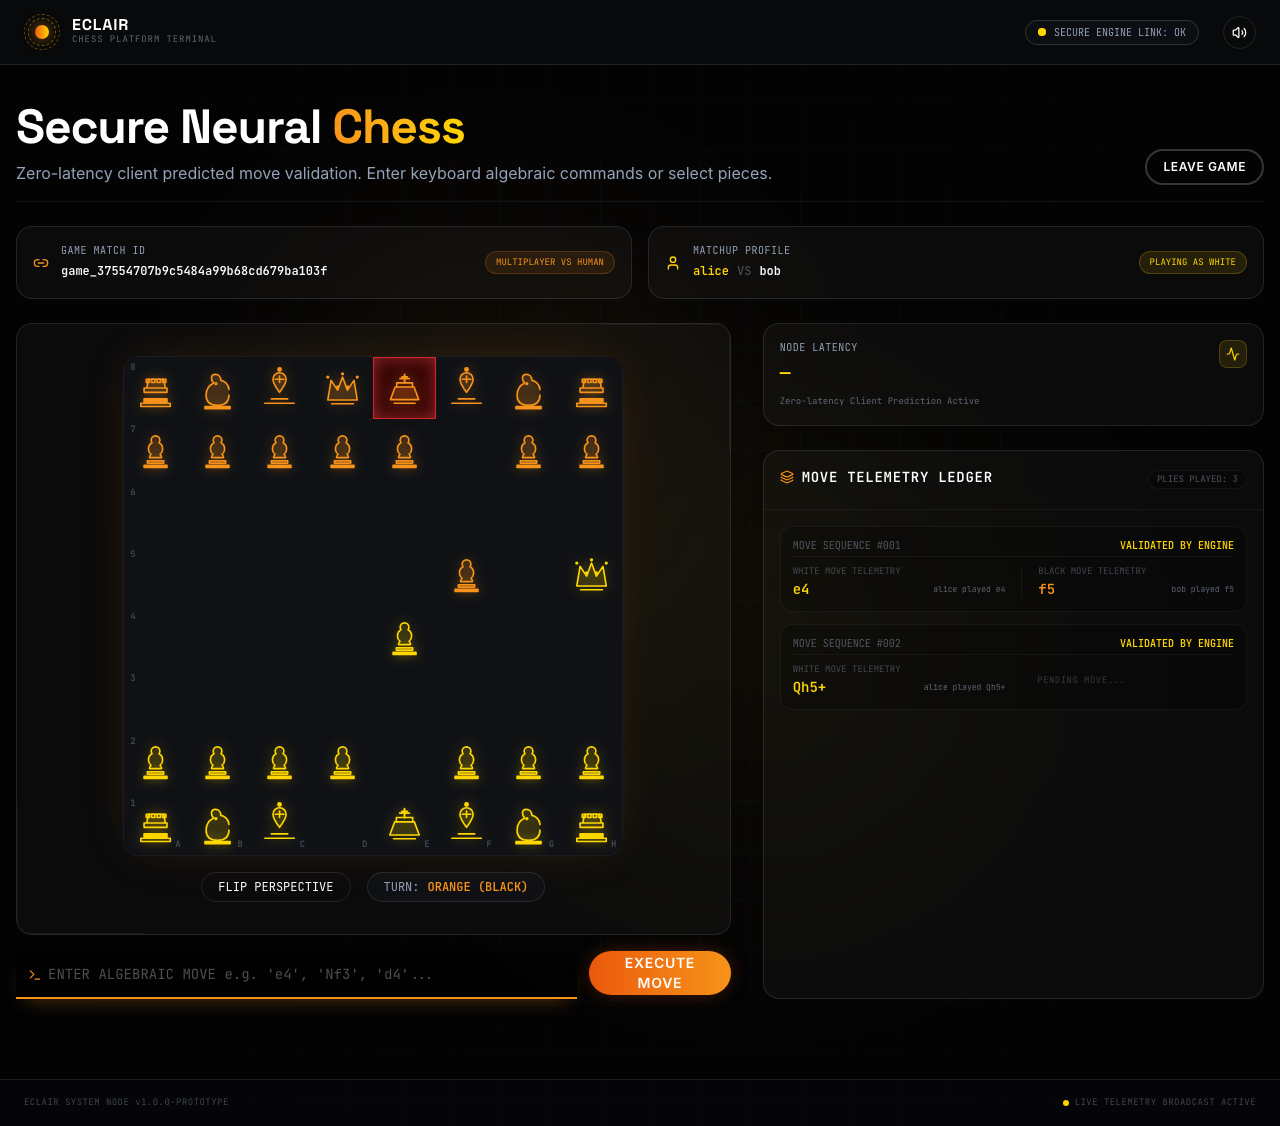 ECLAIR
CHESS PLATFORM TERMINAL
SECURE ENGINE LINK: OK
Secure Neural Chess
Zero-latency client predicted move validation. Enter keyboard algebraic commands or select pieces.
LEAVE GAME
GAME MATCH ID
game_37554707b9c5484a99b68cd679ba103f
MULTIPLAYER VS HUMAN
MATCHUP PROFILE
alice VS bob
PLAYING AS WHITE
8
7
6
5
4
3
2
1
A B C D E F G H
FLIP PERSPECTIVE
TURN: ORANGE (BLACK)
ENTER ALGEBRAIC MOVE e.g. 'e4', 'Nf3', 'd4'...
EXECUTE
MOVE
NODE LATENCY
—
Zero-latency Client Prediction Active
MOVE TELEMETRY LEDGER
PLIES PLAYED: 3
MOVE SEQUENCE #001
VALIDATED BY ENGINE
WHITE MOVE TELEMETRY
e4
alice played e4
BLACK MOVE TELEMETRY
f5
bob played f5
MOVE SEQUENCE #002
VALIDATED BY ENGINE
WHITE MOVE TELEMETRY
Qh5+
alice played Qh5+
PENDING MOVE...
ECLAIR SYSTEM NODE v1.0.0-PROTOTYPE
LIVE TELEMETRY BROADCAST ACTIVE